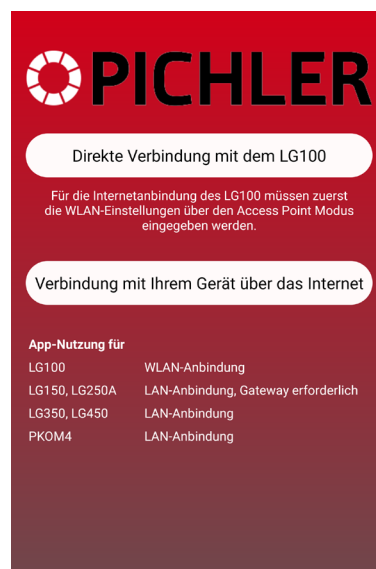 PICHLER
Direkte Verbindung mit dem LG100
Für die Internetanbindung des LG100 müssen zuerst
die WLAN-Einstellungen über den Access Point Modus
eingegeben werden.
Verbindung mit Ihrem Gerät über das Internet
App-Nutzung für
LG100 WLAN-Anbindung
LG150, LG250A LAN-Anbindung, Gateway erforderlich
LG350, LG450 LAN-Anbindung
PKOM4 LAN-Anbindung